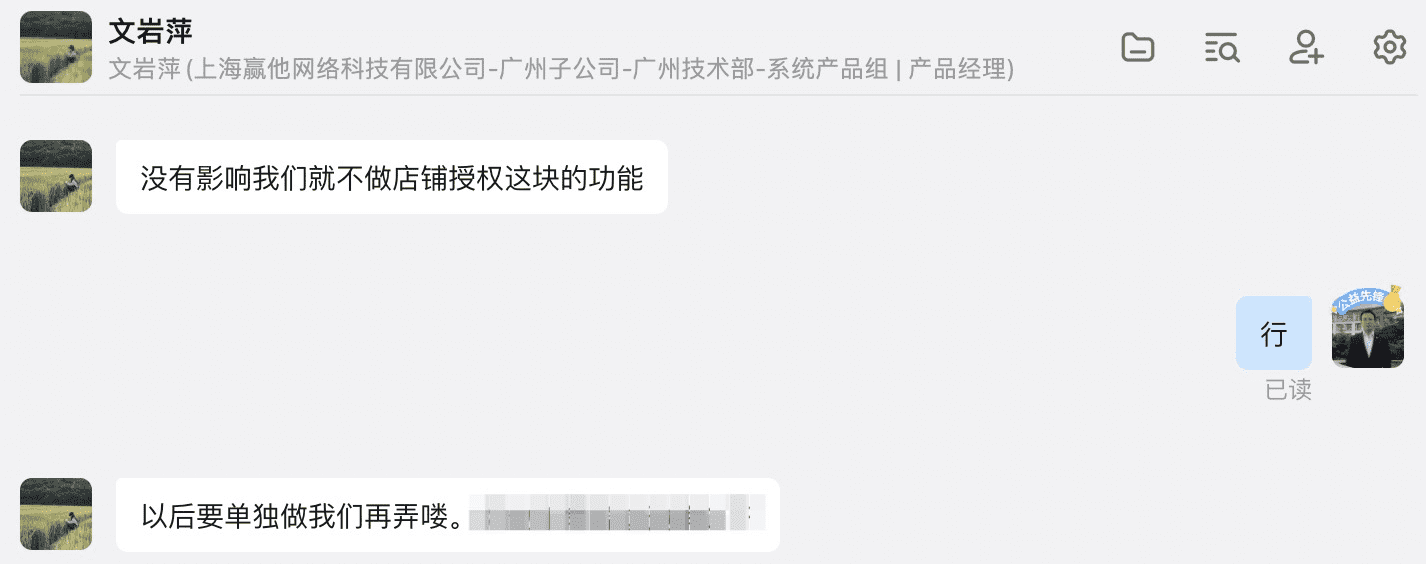 文岩萍
文岩萍 (上海赢他网络科技有限公司-广州子公司-广州技术部-系统产品组 | 产品经理)
没有影响我们就不做店铺授权这块的功能
公益先锋
行
已读
以后要单独做我们再弄喽。